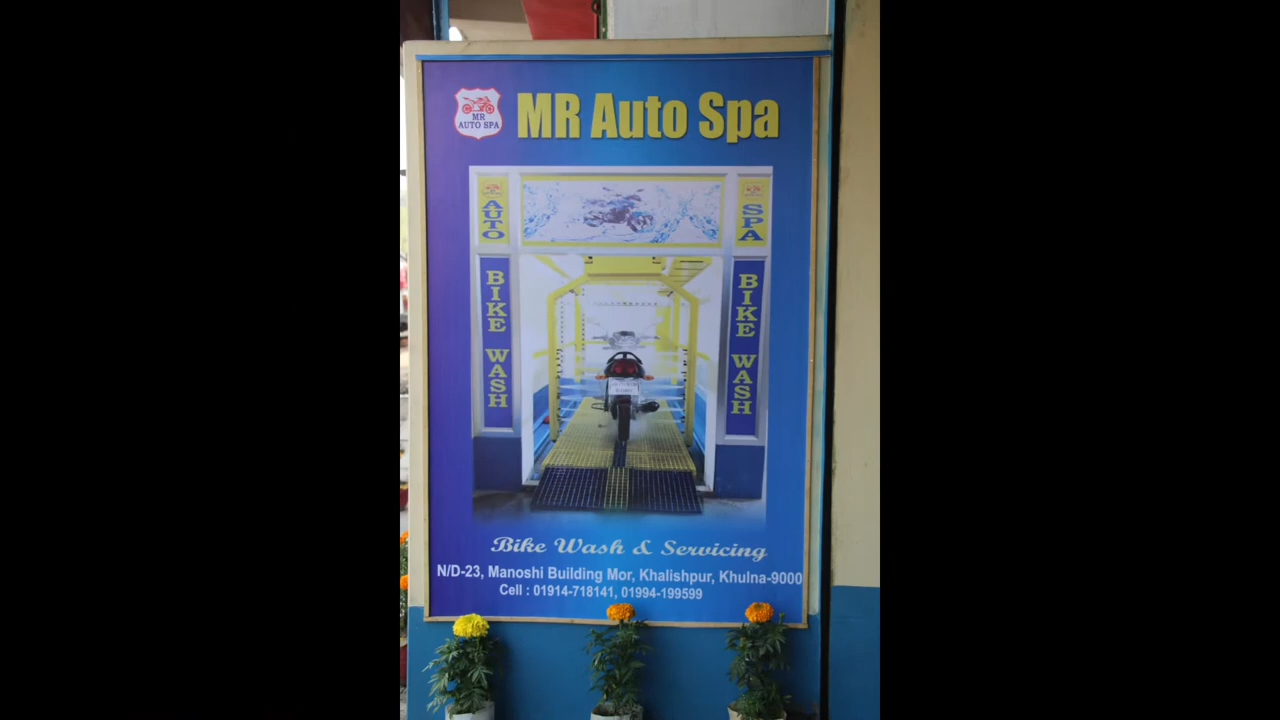 MR Auto Spa
MR
AUTO SPA
AUTO
SPA
BIKE WASH
BIKE WASH
Bike Wash & Servicing
N/D-23, Manoshi Building Mor, Khalishpur, Khulna-9000
Cell : 01914-718141, 01994-199599